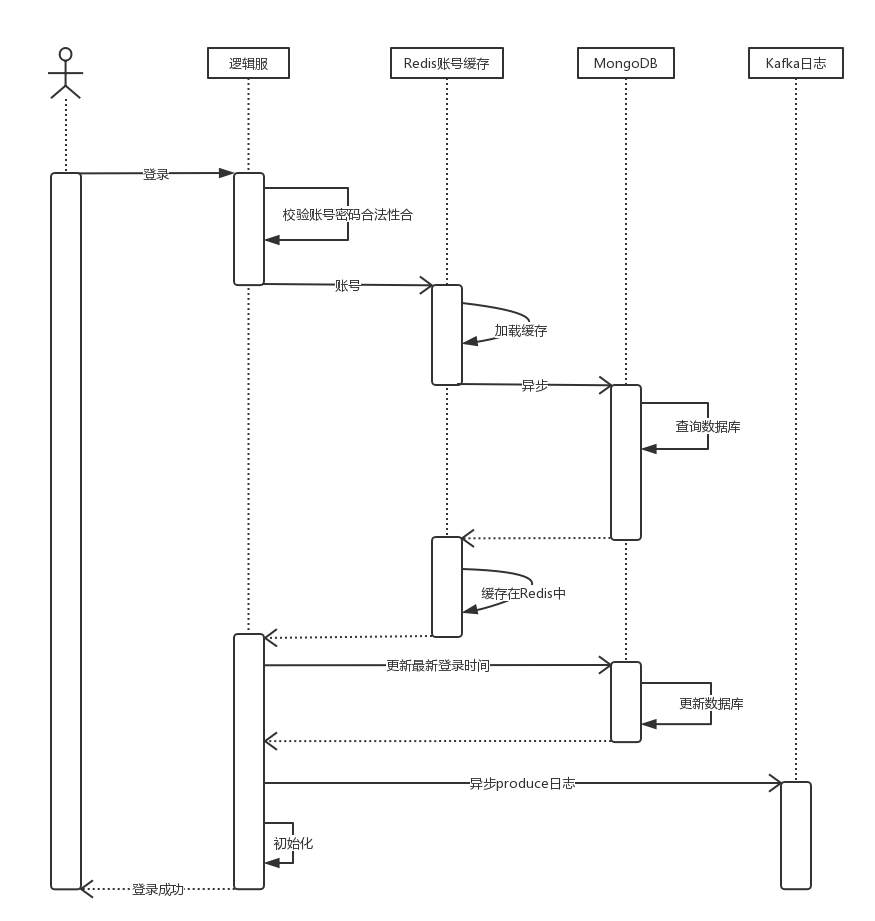 逻辑服
Redis账号缓存
MongoDB
Kafka日志
登录
校验账号密码合法性合
账号
加载缓存
异步
查询数据库
缓存在Redis中
更新最新登录时间
更新数据库
异步produce日志
初始化
登录成功